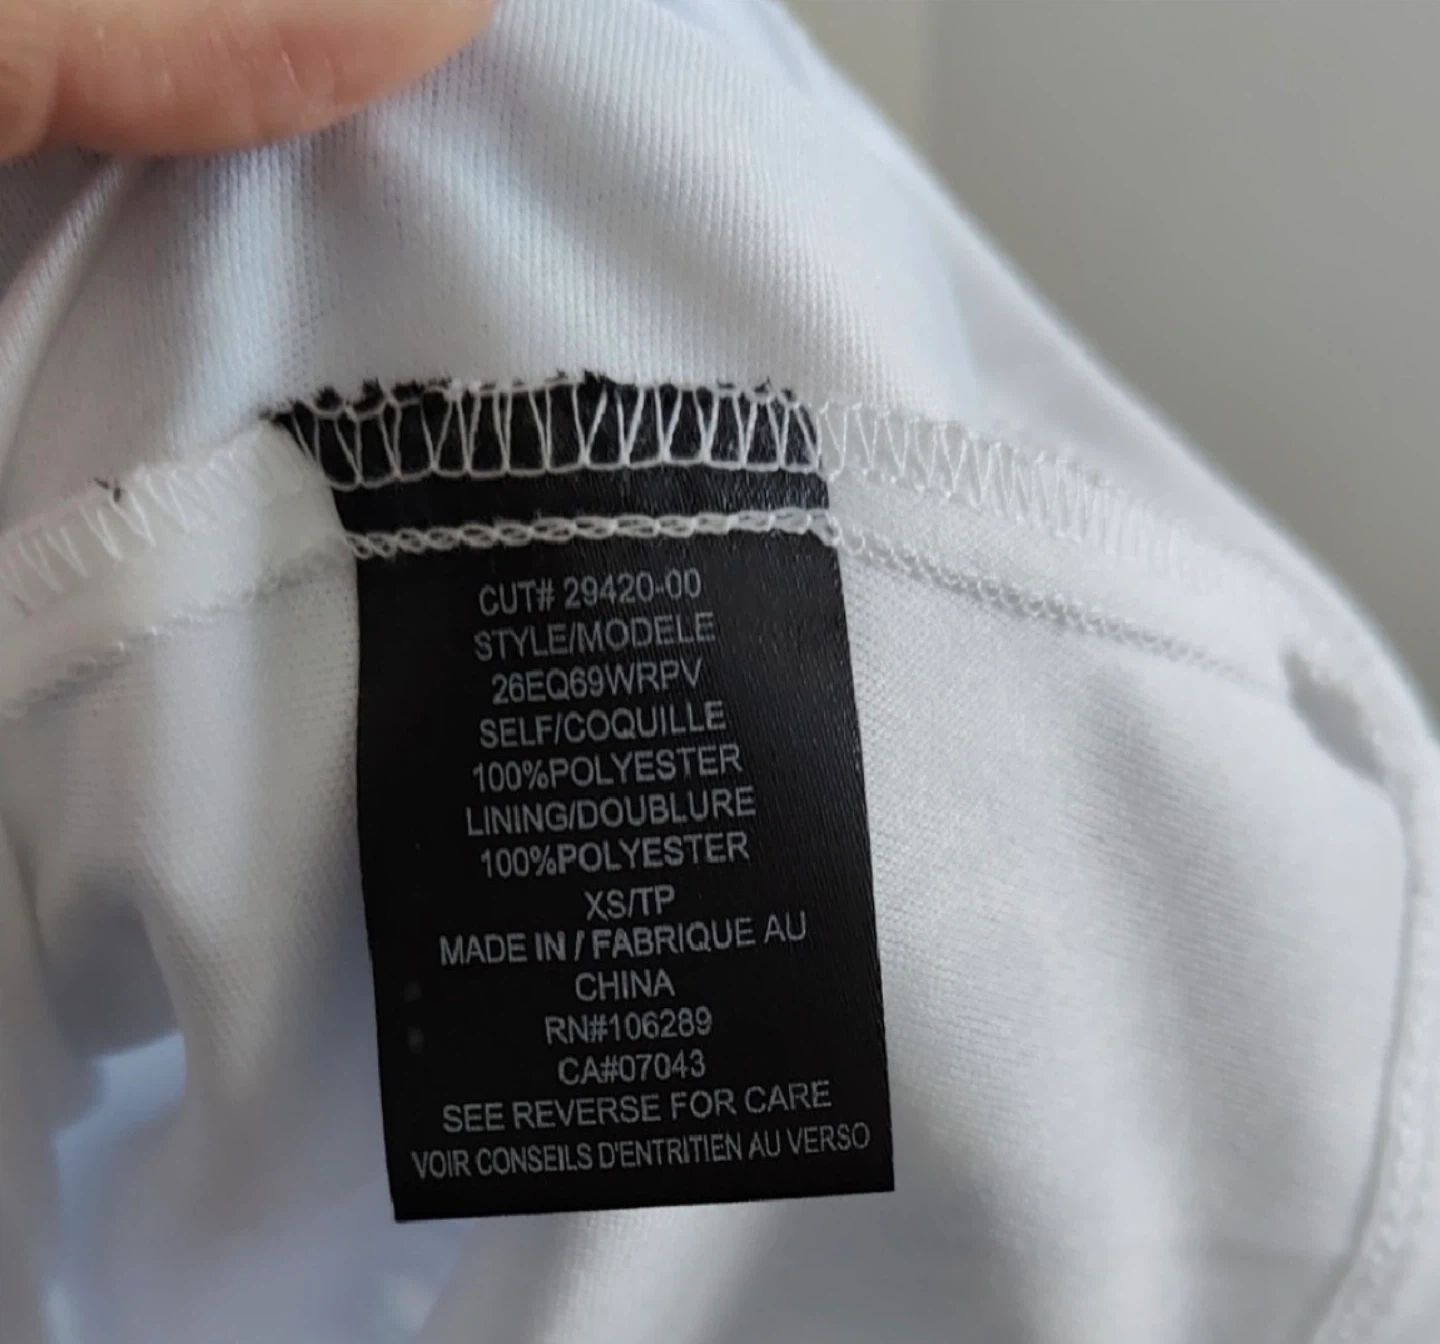 CUT# 29420-00
STYLE/MODELE
26EQ69WRPV
SELF/COQUILLE
100%POLYESTER
LINING/DOUBLURE
100%POLYESTER
XS/TP
MADE IN / FABRIQUE AU
CHINA
RN#106289
CA#07043
SEE REVERSE FOR CARE
VOIR CONSEILS D'ENTRITIEN AU VERSO